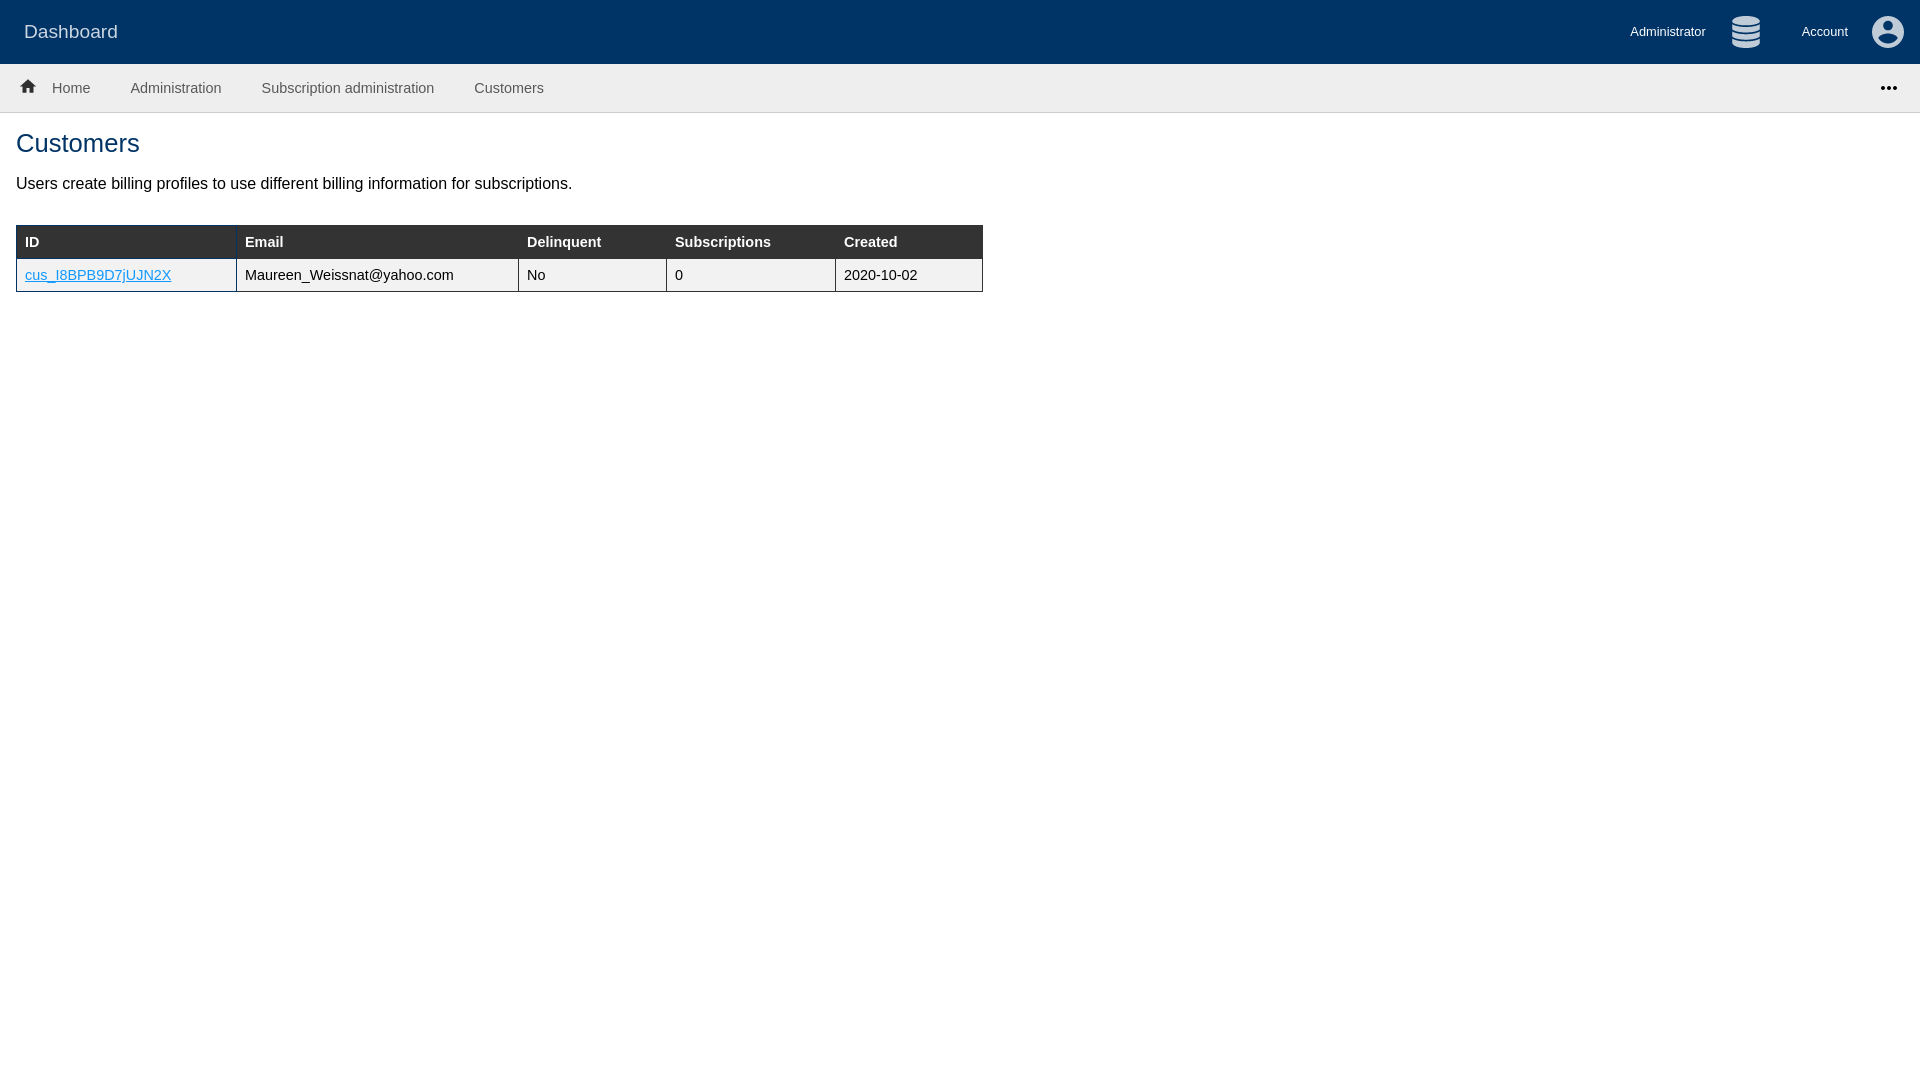 Dashboard
Administrator
Account
Home
Administration
Subscription administration
Customers
Customers
Users create billing profiles to use different billing information for subscriptions.
ID Email Delinquent Subscriptions Created
cus_I8BPB9D7jUJN2X Maureen_Weissnat@yahoo.com No 0 2020-10-02